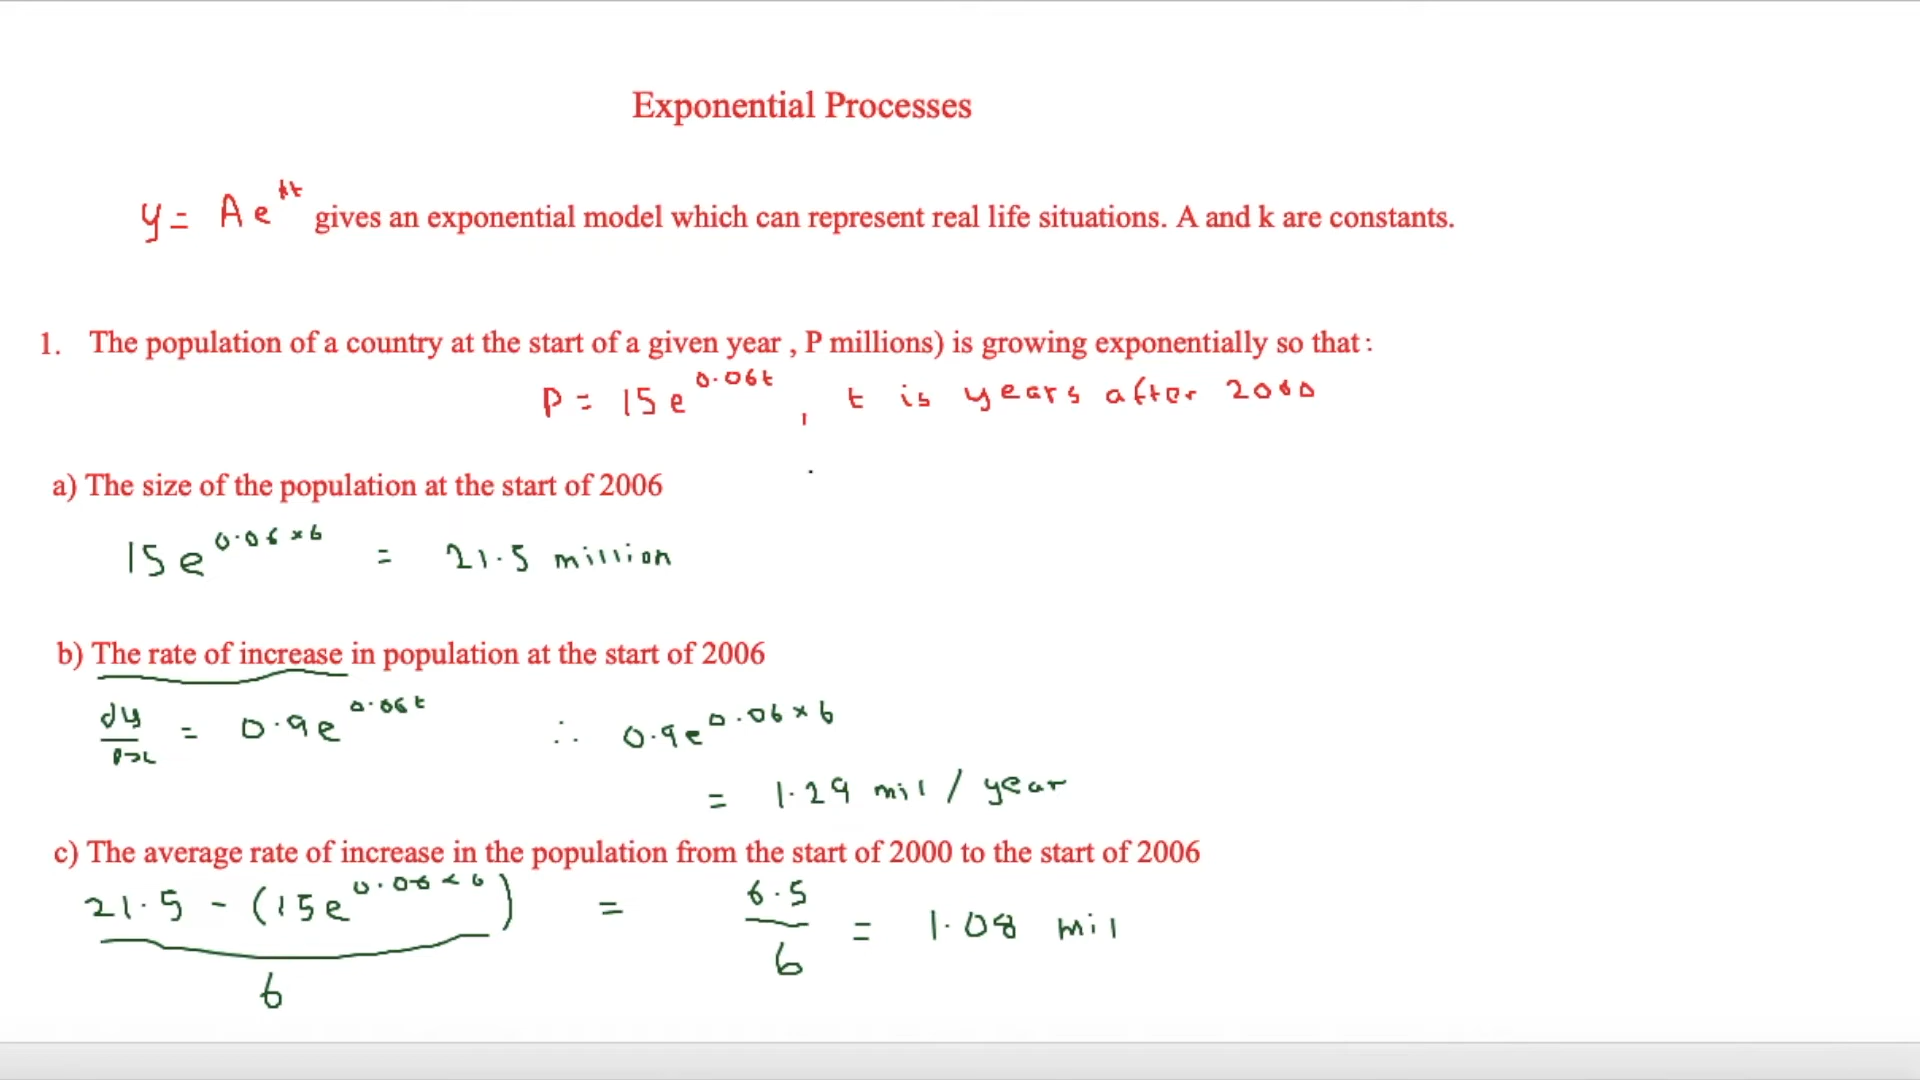 Exponential Processes
y = Ae^kt gives an exponential model which can represent real life situations. A and k are constants.
1. The population of a country at the start of a given year , P millions) is growing exponentially so that :
P = 15e^0.06t , t is years after 2000
a) The size of the population at the start of 2006
15e^0.06×6 = 21.5 million
b) The rate of increase in population at the start of 2006
dy/dx = 0.9e^0.06t ∴ 0.9e^0.06×6
= 1.29 mil / year
c) The average rate of increase in the population from the start of 2000 to the start of 2006
21.5 - (15e^0.06×0) / 6 = 6.5 / 6 = 1.08 mil